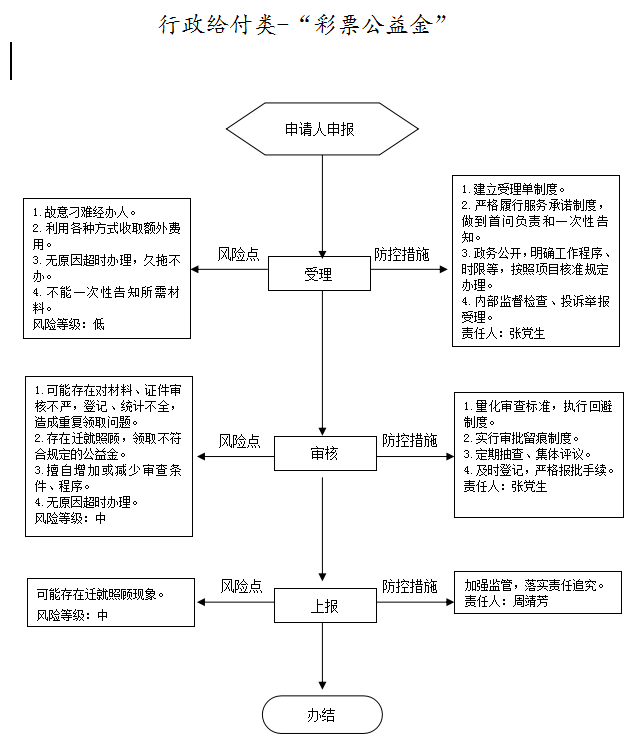 行政给付类-“彩票公益金”
申请人申报
1.故意刁难经办人。
2.利用各种方式收取额外费
用。
3.无原因超时办理，久拖不
办。
4.不能一次性告知所需材
料。
风险等级：低
风险点
受理
防控措施
1.建立受理单制度。
2.严格履行服务承诺制度，
做到首问负责和一次性告
知。
3.政务公开，明确工作程序、
时限等，按照项目核准规定
办理。
4.内部监督检查、投诉举报
受理。
责任人：张党生
1.可能存在对材料、证件审
核不严，登记、统计不全，
造成重复领取问题。
2.存在迁就照顾，领取不符
合规定的公益金。
3.擅自增加或减少审查条
件、程序。
4.无原因超时办理。
风险等级：中
风险点
审核
防控措施
1.量化审查标准，执行回避
制度。
2.实行审批留痕制度。
3.定期抽查、集体评议。
4.及时登记，严格报批手续。
责任人：张党生
可能存在迁就照顾现象。
风险等级：中
风险点
上报
防控措施
加强监管，落实责任追究。
责任人：周靖芳
办结